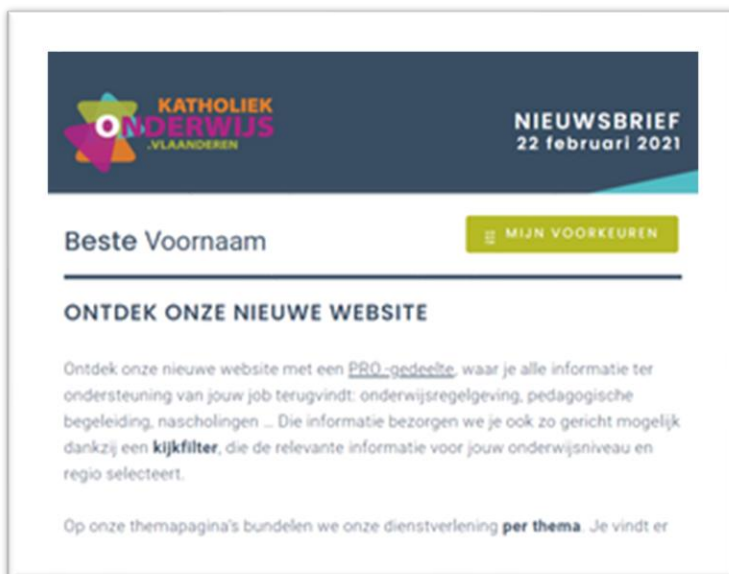 KATHOLIEK
ONDERWIJS
.VLAANDEREN
NIEUWSBRIEF
22 februari 2021
Beste Voornaam
MIJN VOORKEUREN
ONTDEK ONZE NIEUWE WEBSITE
Ontdek onze nieuwe website met een PRO.-gedeelte, waar je alle informatie ter
ondersteuning van jouw job terugvindt: onderwijsregelgeving, pedagogische
begeleiding, nascholingen ... Die informatie bezorgen we je ook zo gericht mogelijk
dankzij een kijkfilter, die de relevante informatie voor jouw onderwijsniveau en
regio selecteert.
Op onze themapagina's bundelen we onze dienstverlening per thema. Je vindt er